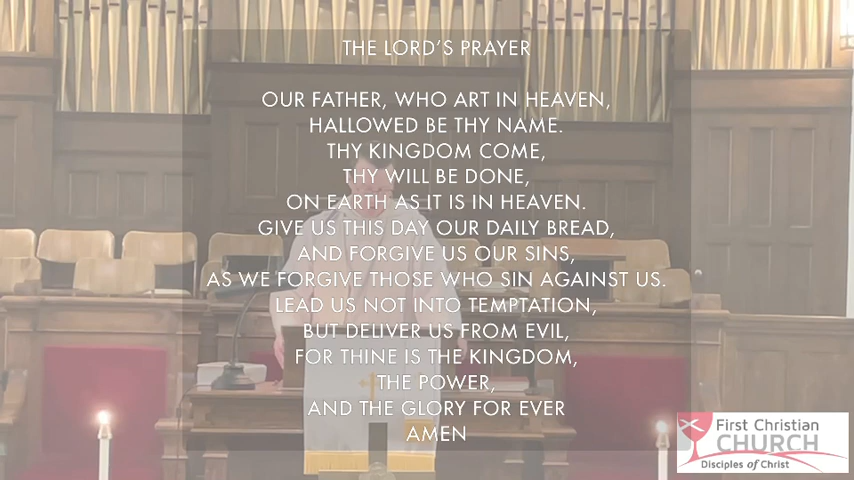 THE LORD'S PRAYER
OUR FATHER, WHO ART IN HEAVEN,
HALLOWED BE THY NAME.
THY KINGDOM COME,
THY WILL BE DONE,
ON EARTH AS IT IS IN HEAVEN.
GIVE US THIS DAY OUR DAILY BREAD,
AND FORGIVE US OUR SINS,
AS WE FORGIVE THOSE WHO SIN AGAINST US.
LEAD US NOT INTO TEMPTATION,
BUT DELIVER US FROM EVIL,
FOR THINE IS THE KINGDOM,
THE POWER,
AND THE GLORY FOR EVER
AMEN
First Christian
CHURCH
Disciples of Christ